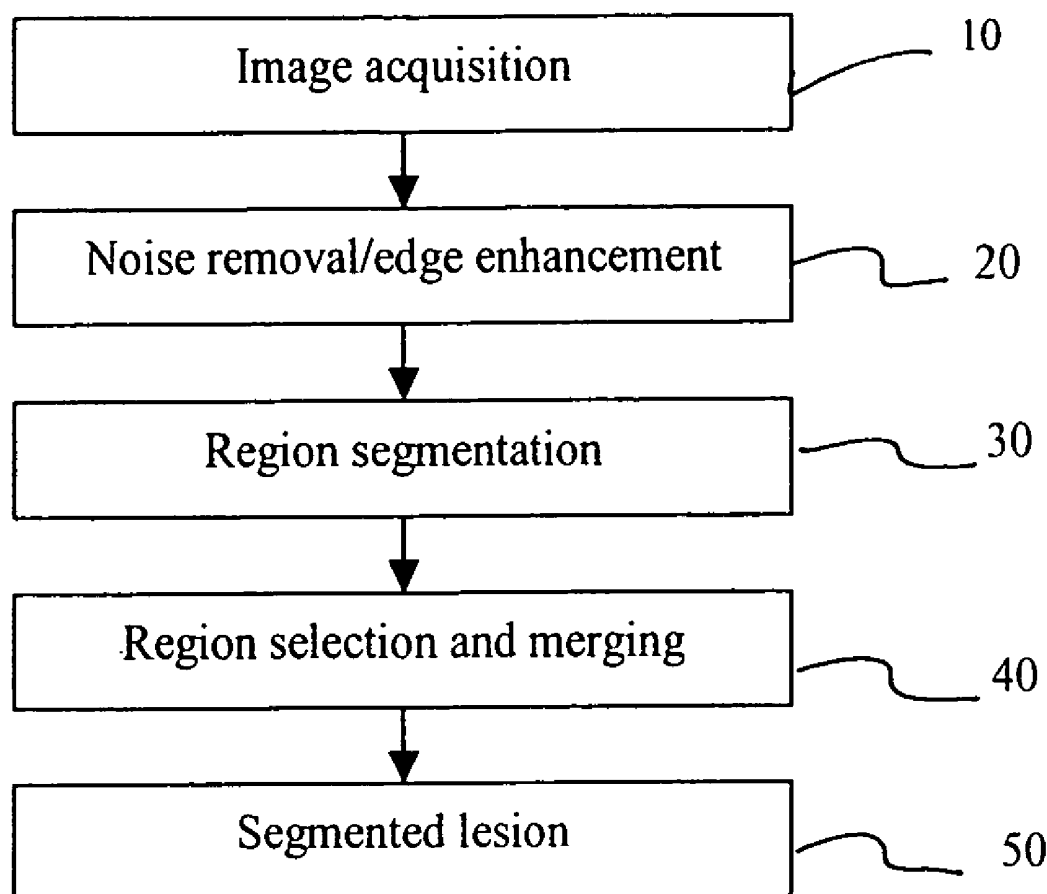 Image acquisition
10
Noise removal/edge enhancement
20
Region segmentation
30
Region selection and merging
40
Segmented lesion
50